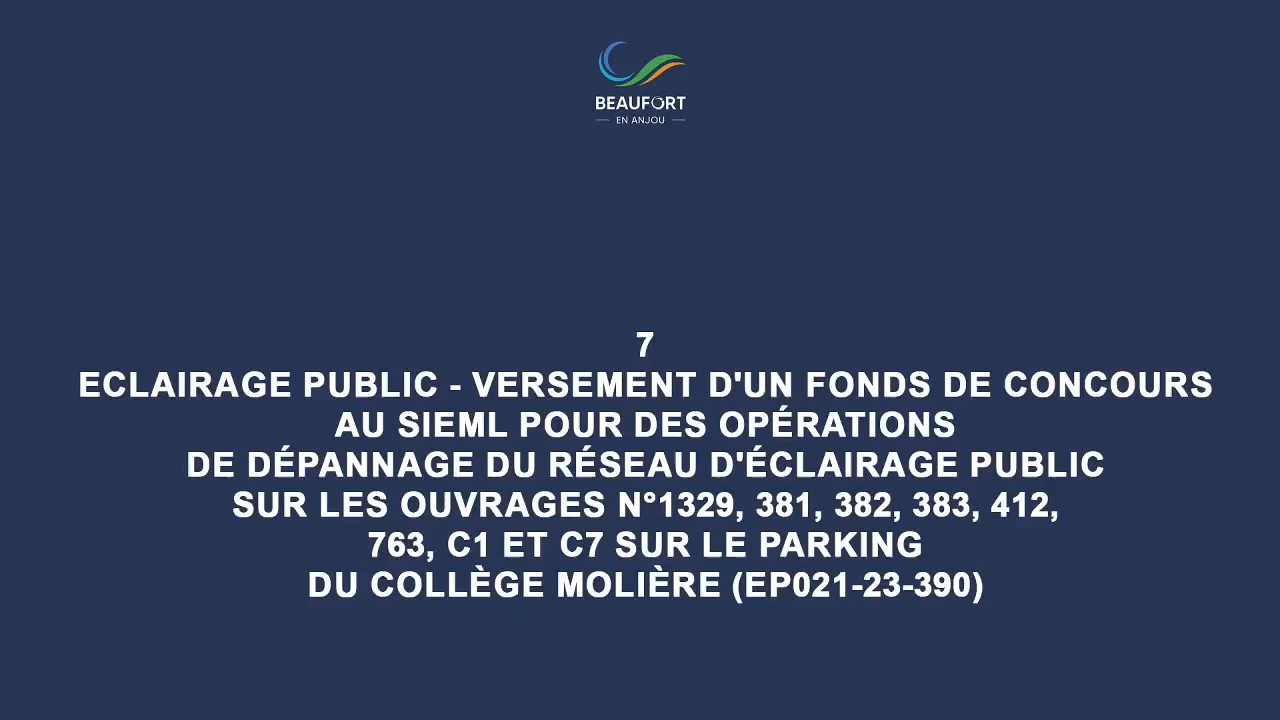 BEAUFORT
EN ANJOU
7
ECLAIRAGE PUBLIC - VERSEMENT D'UN FONDS DE CONCOURS
AU SIEML POUR DES OPÉRATIONS
DE DÉPANNAGE DU RÉSEAU D'ÉCLAIRAGE PUBLIC
SUR LES OUVRAGES N°1329, 381, 382, 383, 412,
763, C1 ET C7 SUR LE PARKING
DU COLLÈGE MOLIÈRE (EP021-23-390)